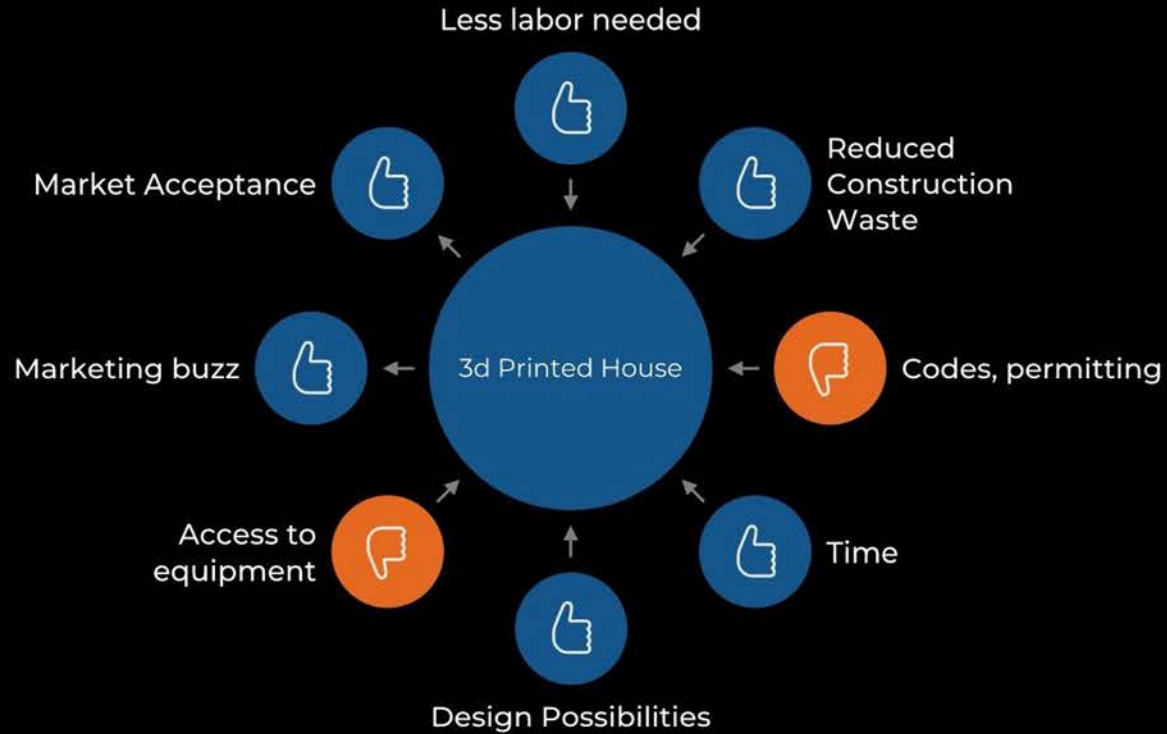 Less labor needed
Market Acceptance
Reduced
Construction
Waste
Marketing buzz
3d Printed House
Codes, permitting
Access to
equipment
Time
Design Possibilities